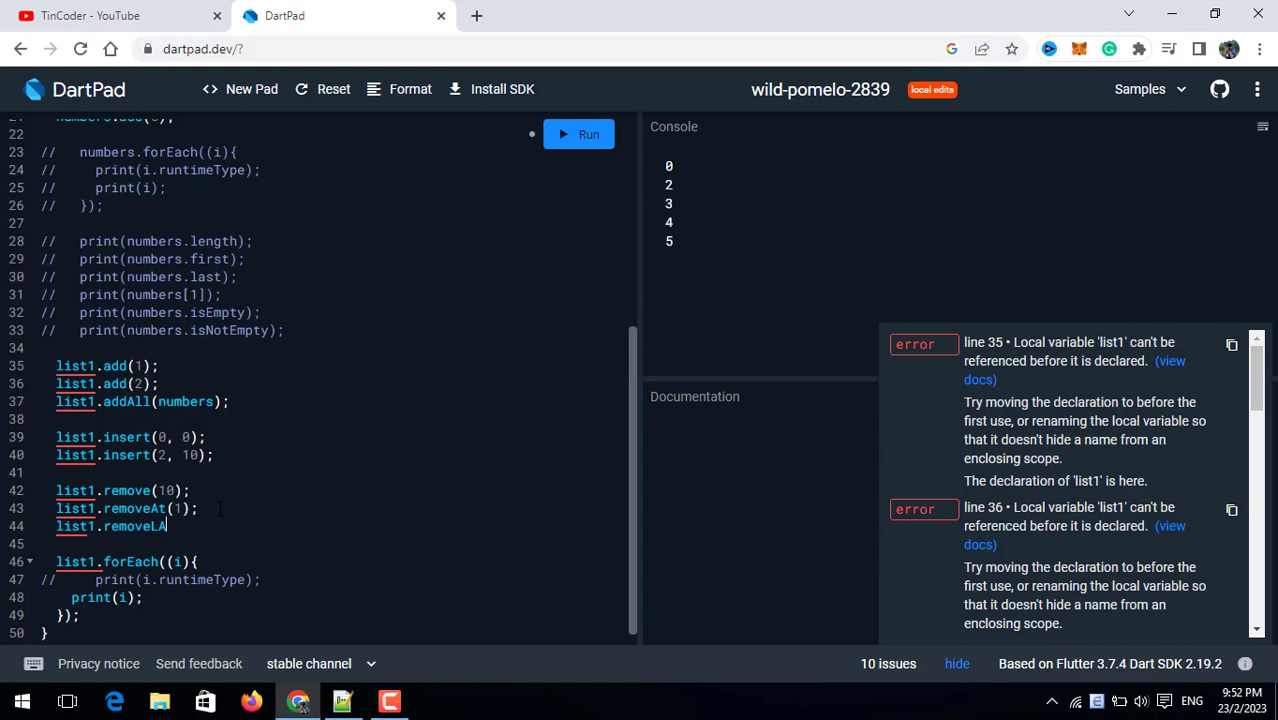 TinCoder - YouTube
DartPad
dartpad.dev/?
DartPad
New Pad
Reset
Format
Install SDK
wild-pomelo-2839
local edits
Samples
22
23 // numbers.forEach((i){
24 // print(i.runtimeType);
25 // print(i);
26 // });
27
28 // print(numbers.length);
29 // print(numbers.first);
30 // print(numbers.last);
31 // print(numbers[1]);
32 // print(numbers.isEmpty);
33 // print(numbers.isNotEmpty);
34
35 list1.add(1);
36 list1.add(2);
37 list1.addAll(numbers);
38
39 list1.insert(0, 0);
40 list1.insert(2, 10);
41
42 list1.remove(10);
43 list1.removeAt(1);
44 list1.removeLA
45
46 list1.forEach((i){
47 // print(i.runtimeType);
48 print(i);
49 });
50 }
Run
Console
0
2
3
4
5
Documentation
error
line 35 • Local variable 'list1' can't be
referenced before it is declared. (view
docs)
Try moving the declaration to before the
first use, or renaming the local variable so
that it doesn't hide a name from an
enclosing scope.
The declaration of 'list1' is here.
error
line 36 • Local variable 'list1' can't be
referenced before it is declared. (view
docs)
Try moving the declaration to before the
first use, or renaming the local variable so
that it doesn't hide a name from an
enclosing scope.
Privacy notice
Send feedback
stable channel
10 issues
hide
Based on Flutter 3.7.4 Dart SDK 2.19.2
ENG
9:52 PM
23/2/2023